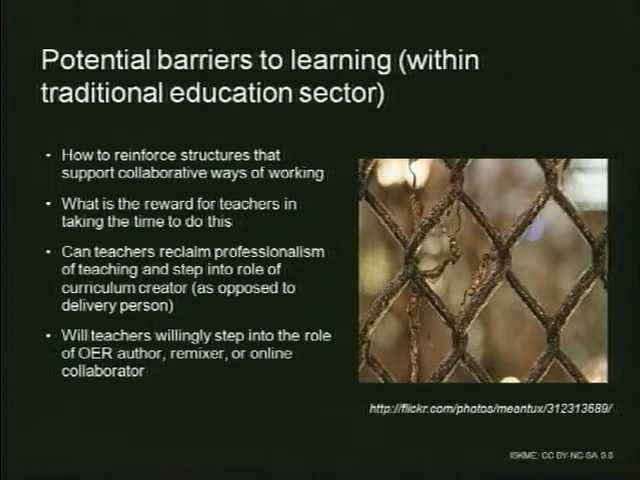 Potential barriers to learning (within
traditional education sector)
• How to reinforce structures that
support collaborative ways of working
• What is the reward for teachers in
taking the time to do this
• Can teachers reclaim professionalism
of teaching and step into role of
curriculum creator (as opposed to
delivery person)
• Will teachers willingly step into the role
of OER author, remixer, or online
collaborator
http://flickr.com/photos/meantux/312313689/
ISKME: CC BY-NC-SA 3.0